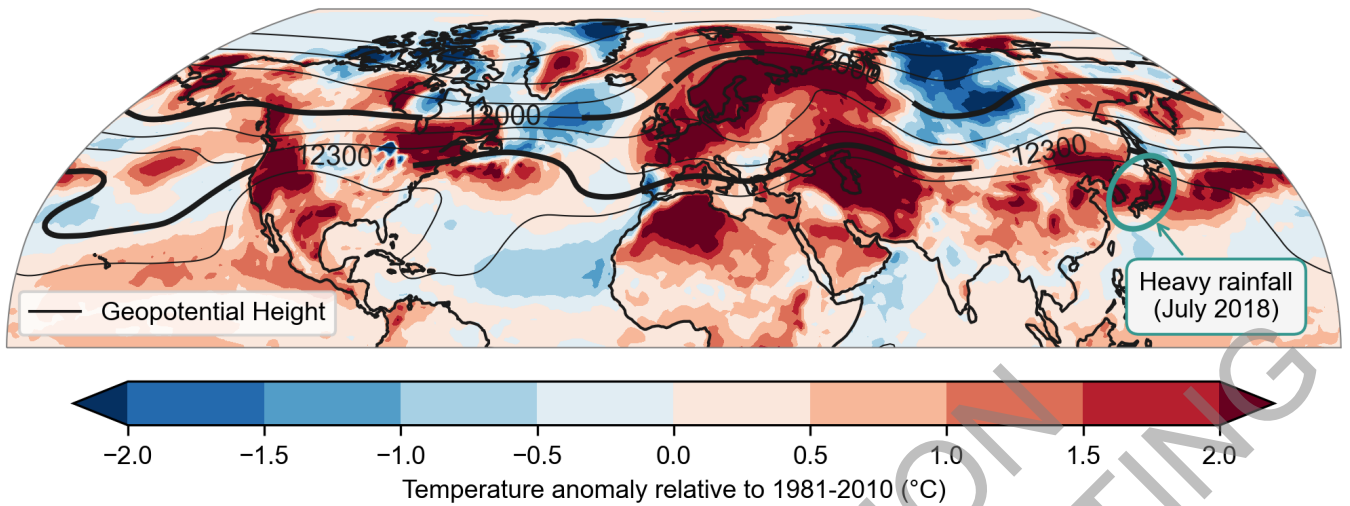 12000
12000
12300
12300
Heavy rainfall
(July 2018)
Geopotential Height
−2.0 −1.5 −1.0 −0.5 0.0 0.5 1.0 1.5 2.0
Temperature anomaly relative to 1981-2010 (°C)